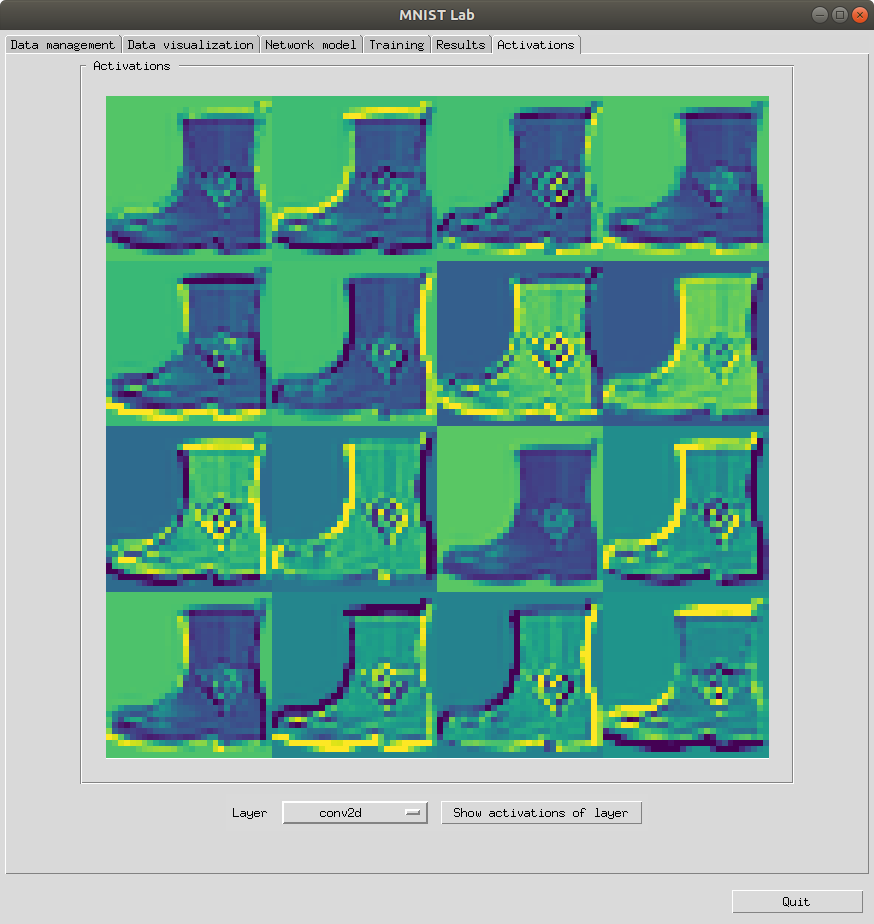 MNIST Lab
Data management Data visualization Network model Training Results Activations
Activations
Layer conv2d Show activations of layer
Quit